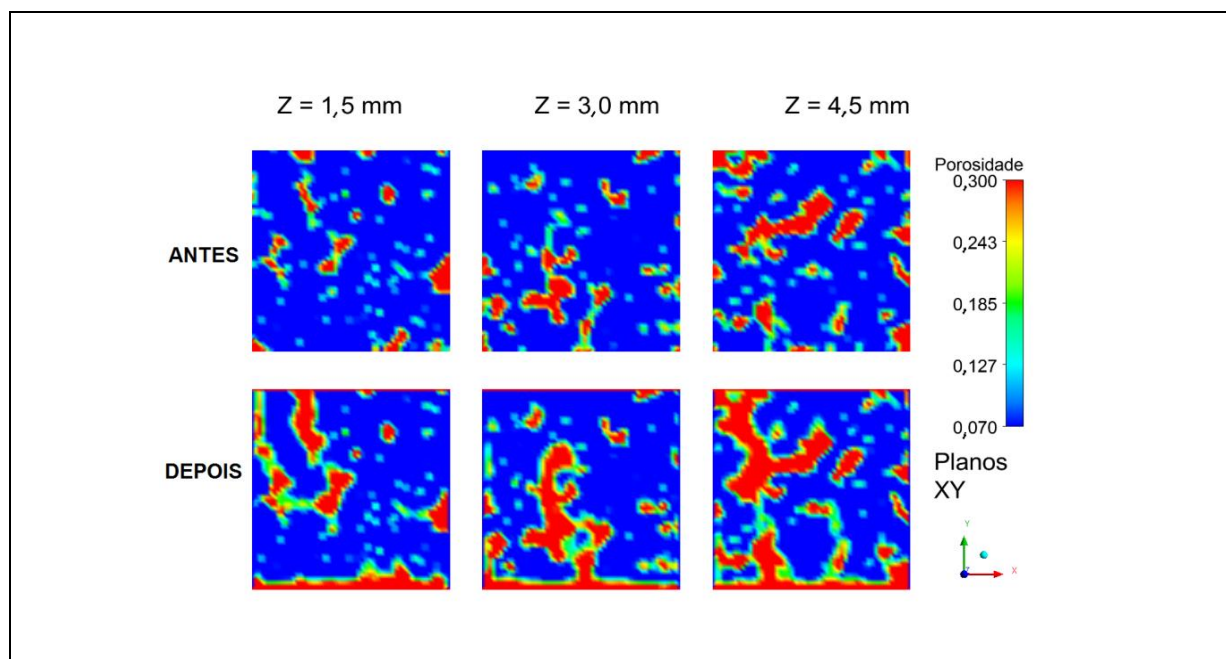 Z = 1,5 mm
Z = 3,0 mm
Z = 4,5 mm
ANTES
DEPOIS
Porosidade
0,300
0,243
0,185
0,127
0,070
Planos
XY
Y
Z
X